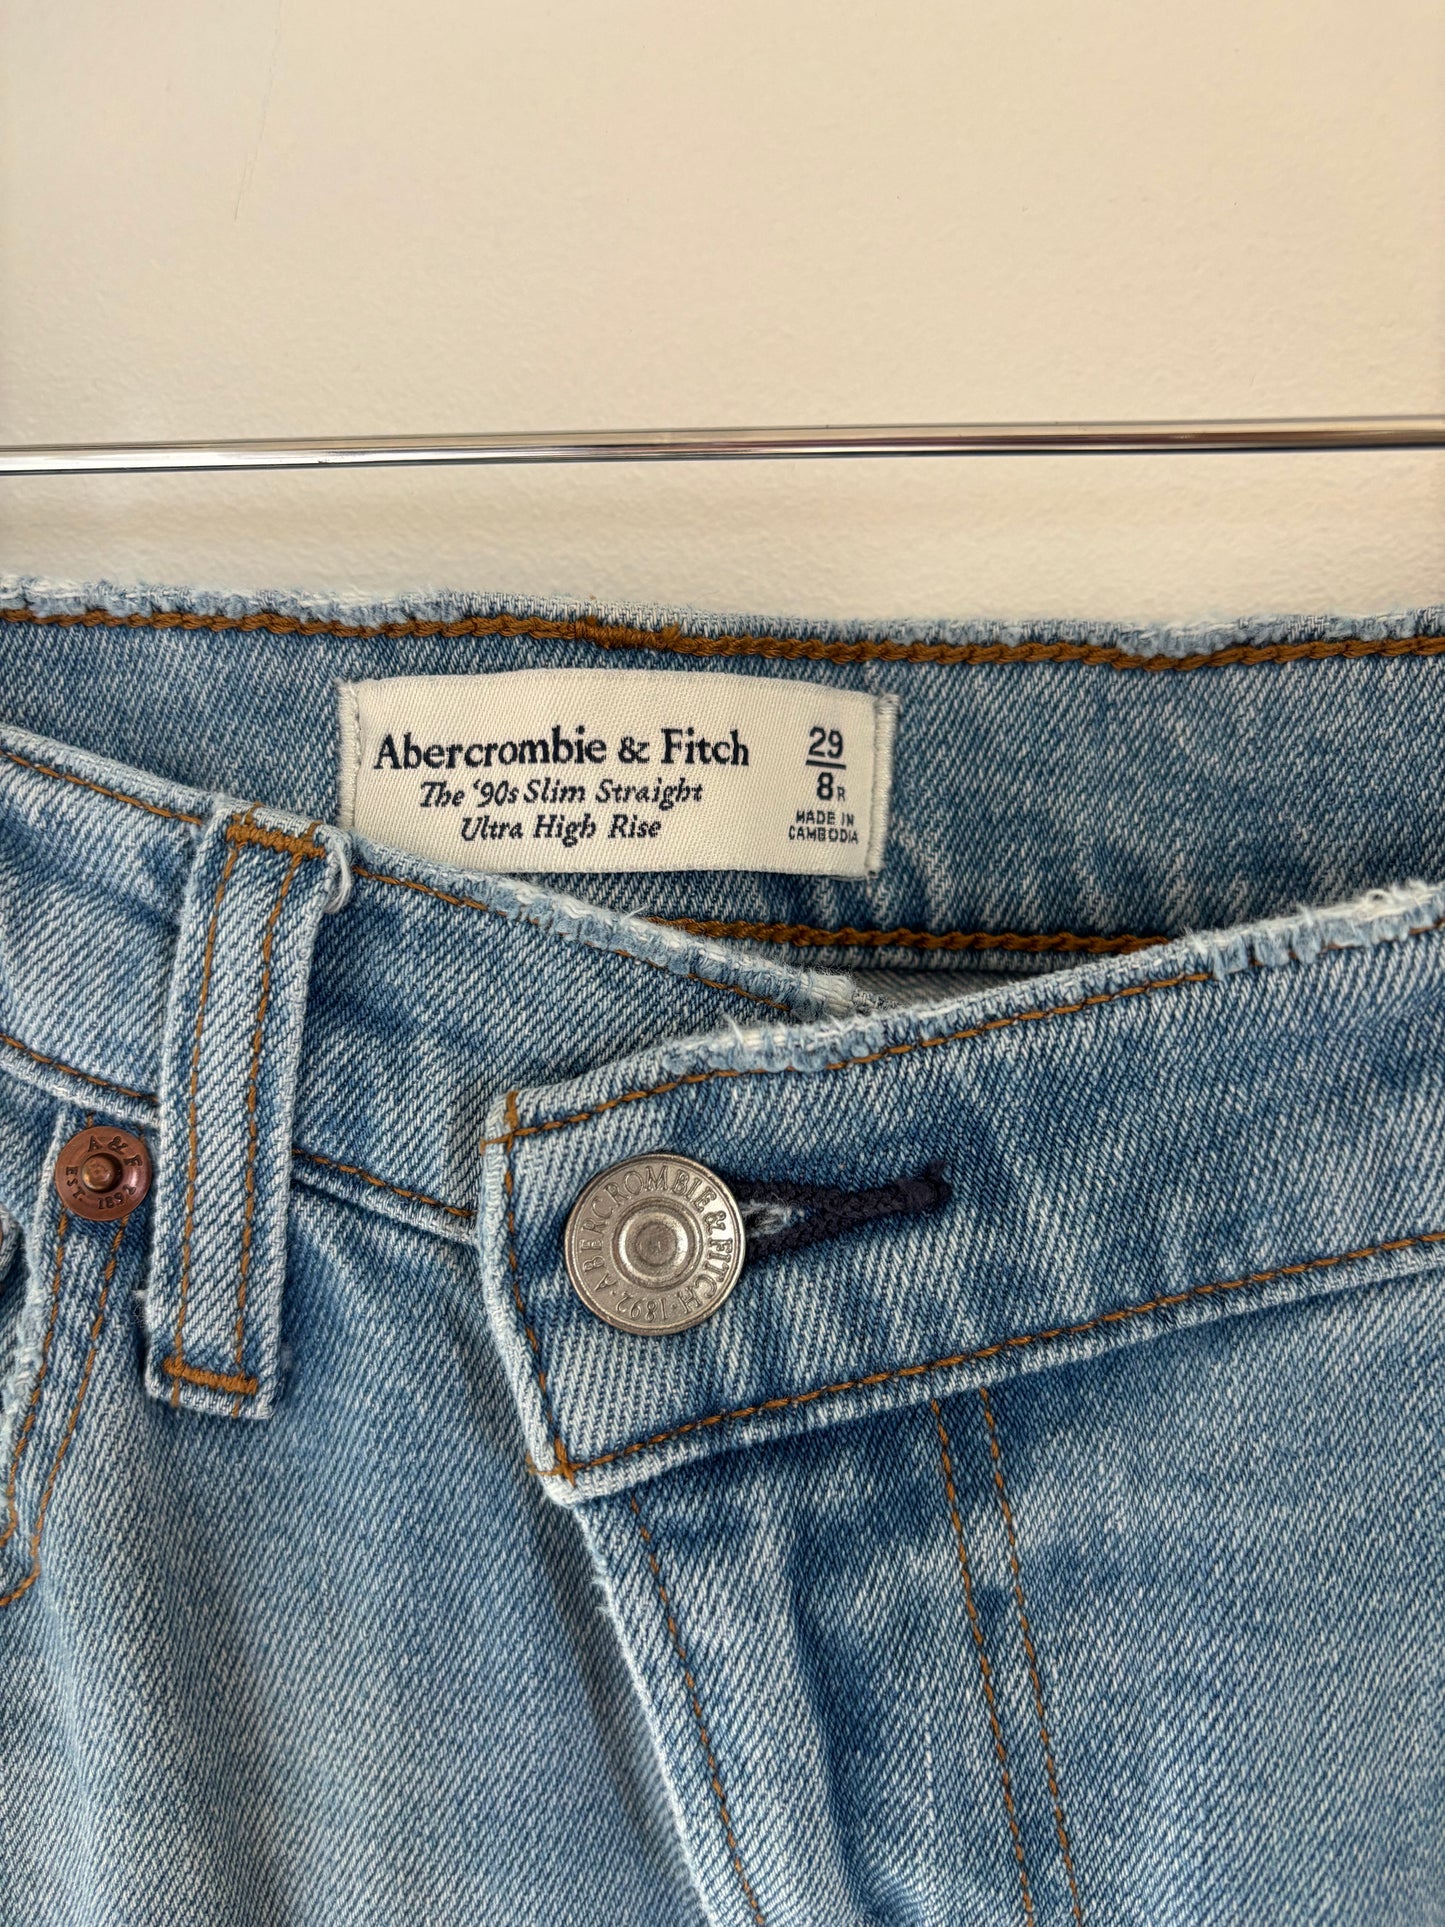 Abercrombie & Fitch
The '90s Slim Straight
Ultra High Rise
29
8R
MADE IN
CAMBODIA
A & F
EST. 1892
ABERCROMBIE & FITCH · 1892 ·